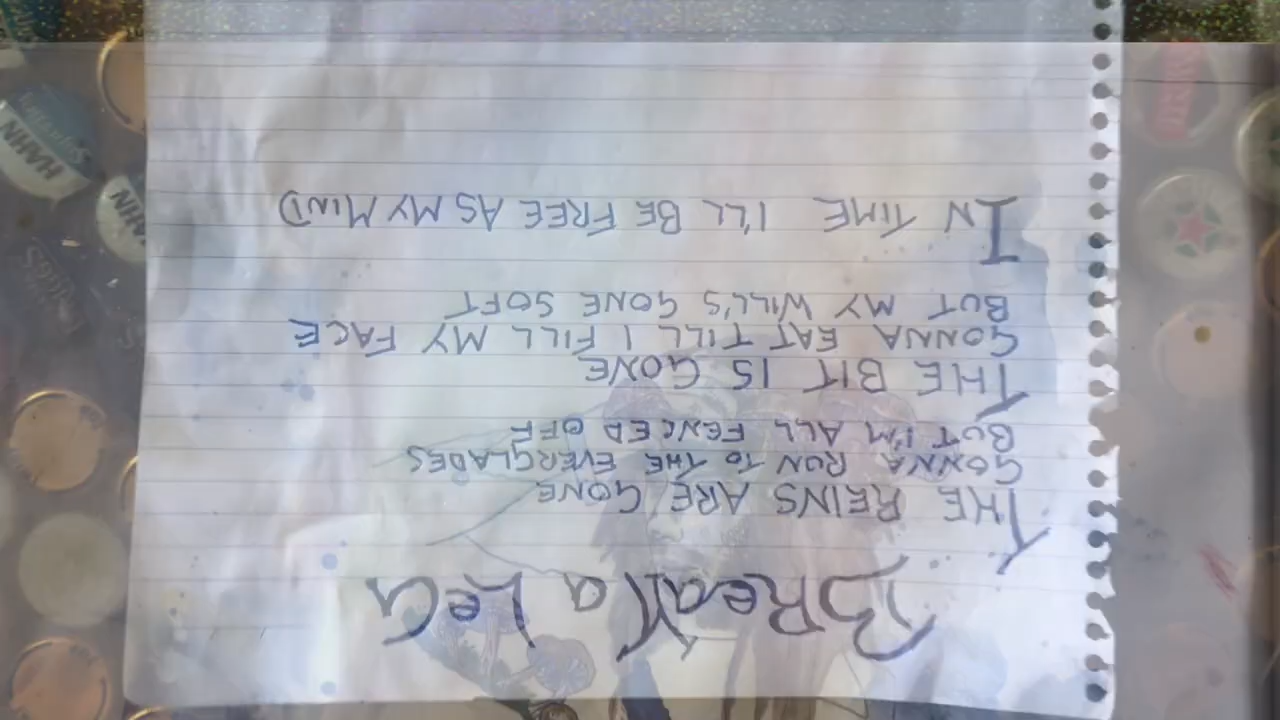 BReaK a LeG
THE REINS ARE GONE
GONNA RUN TO THE EVERGLADES
BUT I'M ALL FENCED OFF
THE BIT IS GONE
GONNA EAT TILL I FILL MY FACE
BUT MY WILL'S GONE SOFT
IN TIME I'LL BE FREE AS MY MIND
HAHN
HAHN